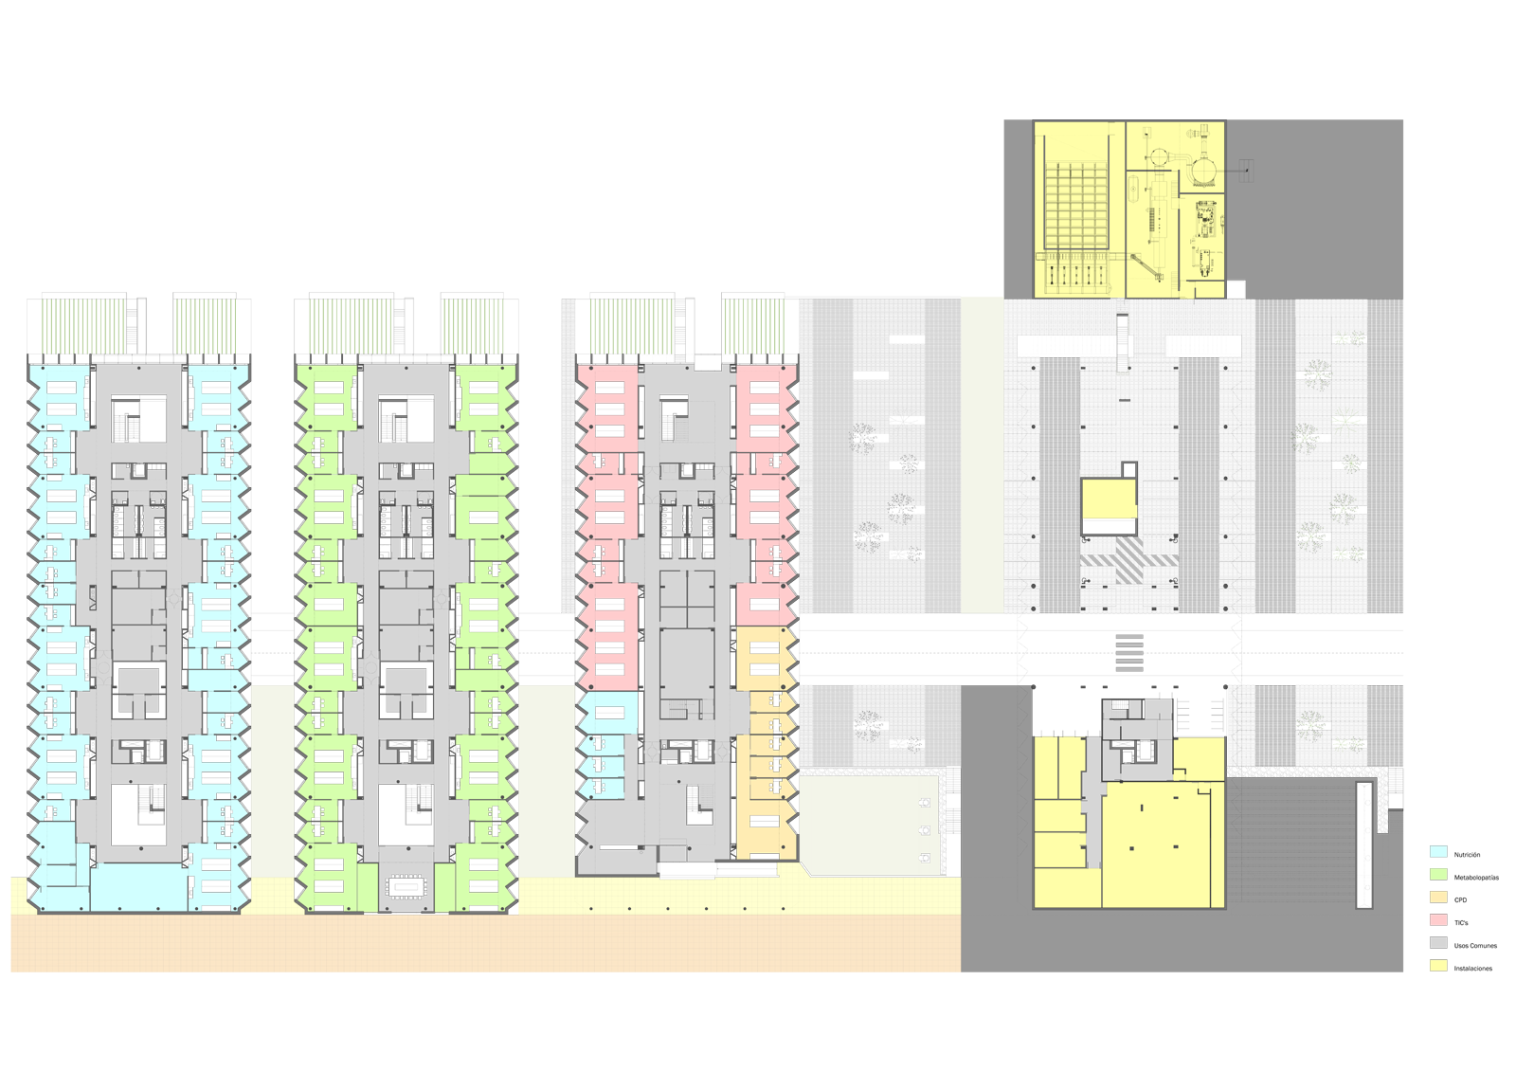 Nutrición
Metabolopatías
CPD
TIC's
Usos Comunes
Instalaciones